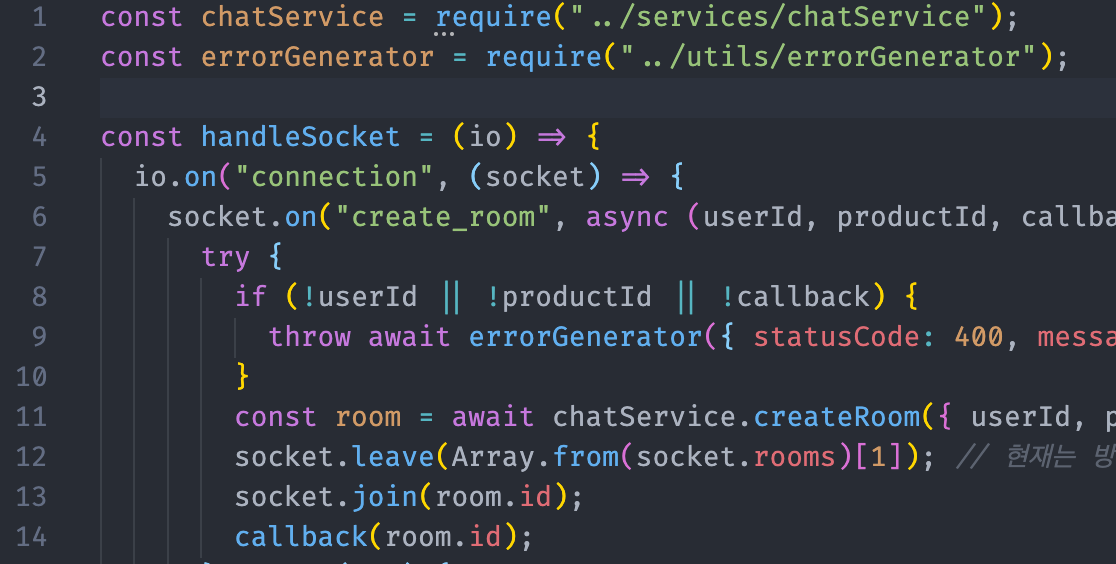 1 const chatService = require("../services/chatService");
2 const errorGenerator = require("../utils/errorGenerator");
3
4 const handleSocket = (io) => {
5 io.on("connection", (socket) => {
6 socket.on("create_room", async (userId, productId, callba
7 try {
8 if (!userId || !productId || !callback) {
9 throw await errorGenerator({ statusCode: 400, messa
10 }
11 const room = await chatService.createRoom({ userId, p
12 socket.leave(Array.from(socket.rooms)[1]); // 현재는 방
13 socket.join(room.id);
14 callback(room.id);